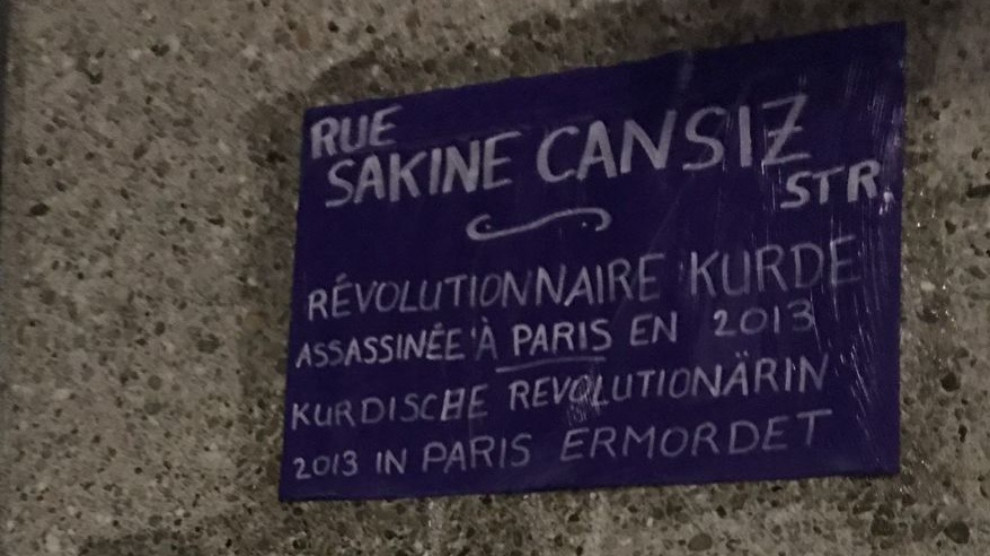 RUE
SAKINE CANSIZ
STR.
RÉVOLUTIONNAIRE KURDE
ASSASSINÉE À PARIS EN 2013
KURDISCHE REVOLUTIONÄRIN
2013 IN PARIS ERMORDET